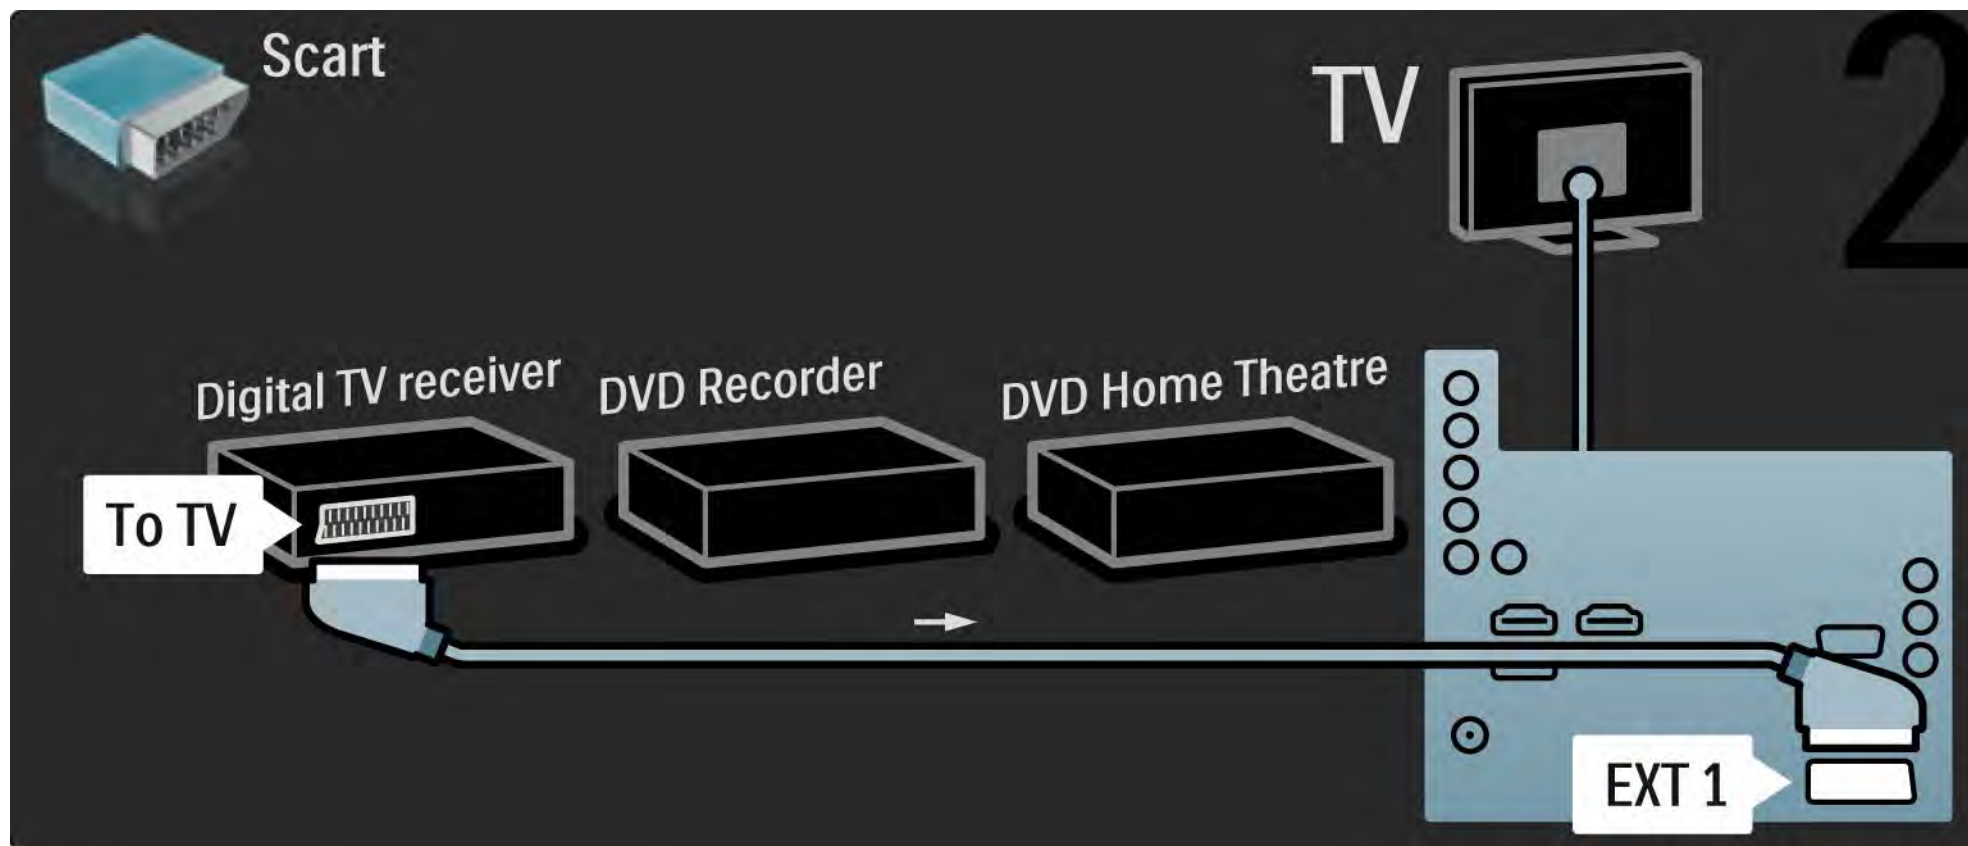 Scart
TV
2
Digital TV receiver
DVD Recorder
DVD Home Theatre
To TV
EXT 1